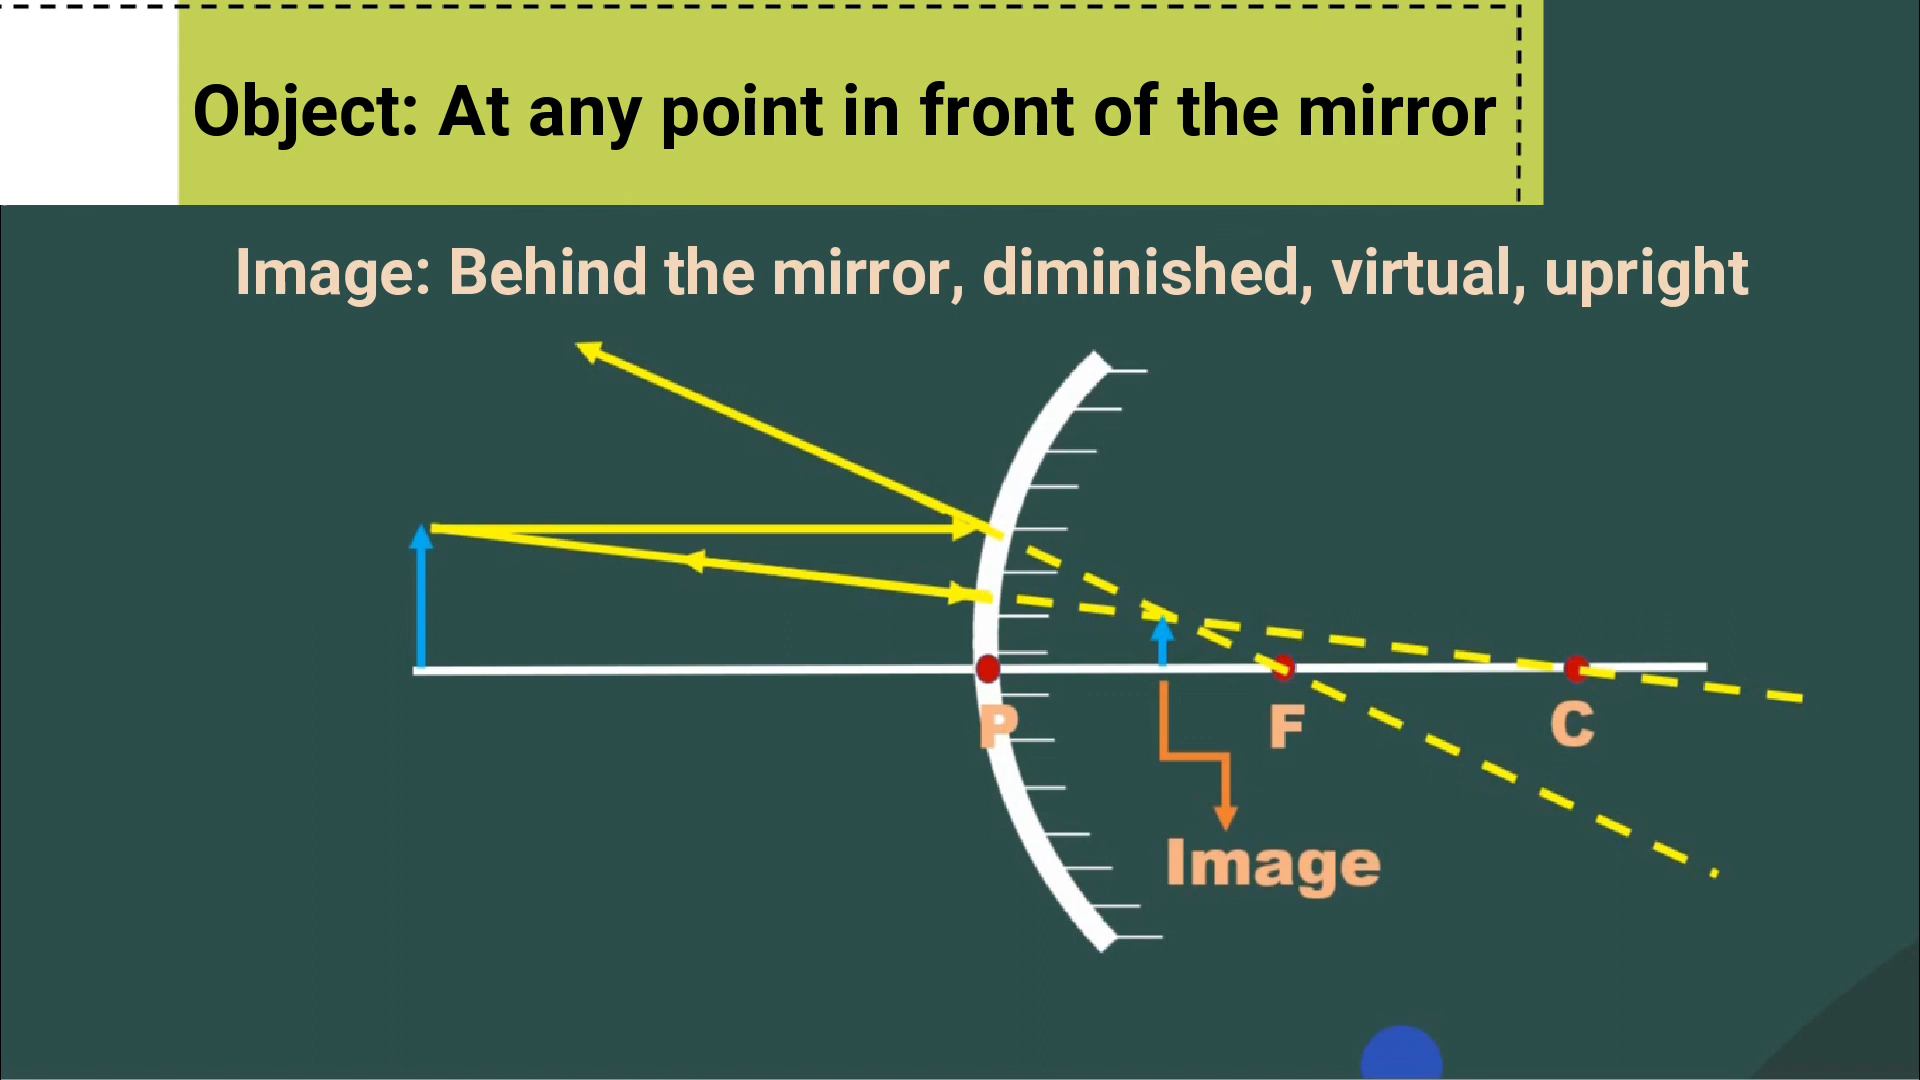 Object: At any point in front of the mirror
Image: Behind the mirror, diminished, virtual, upright
P
F
C
Image